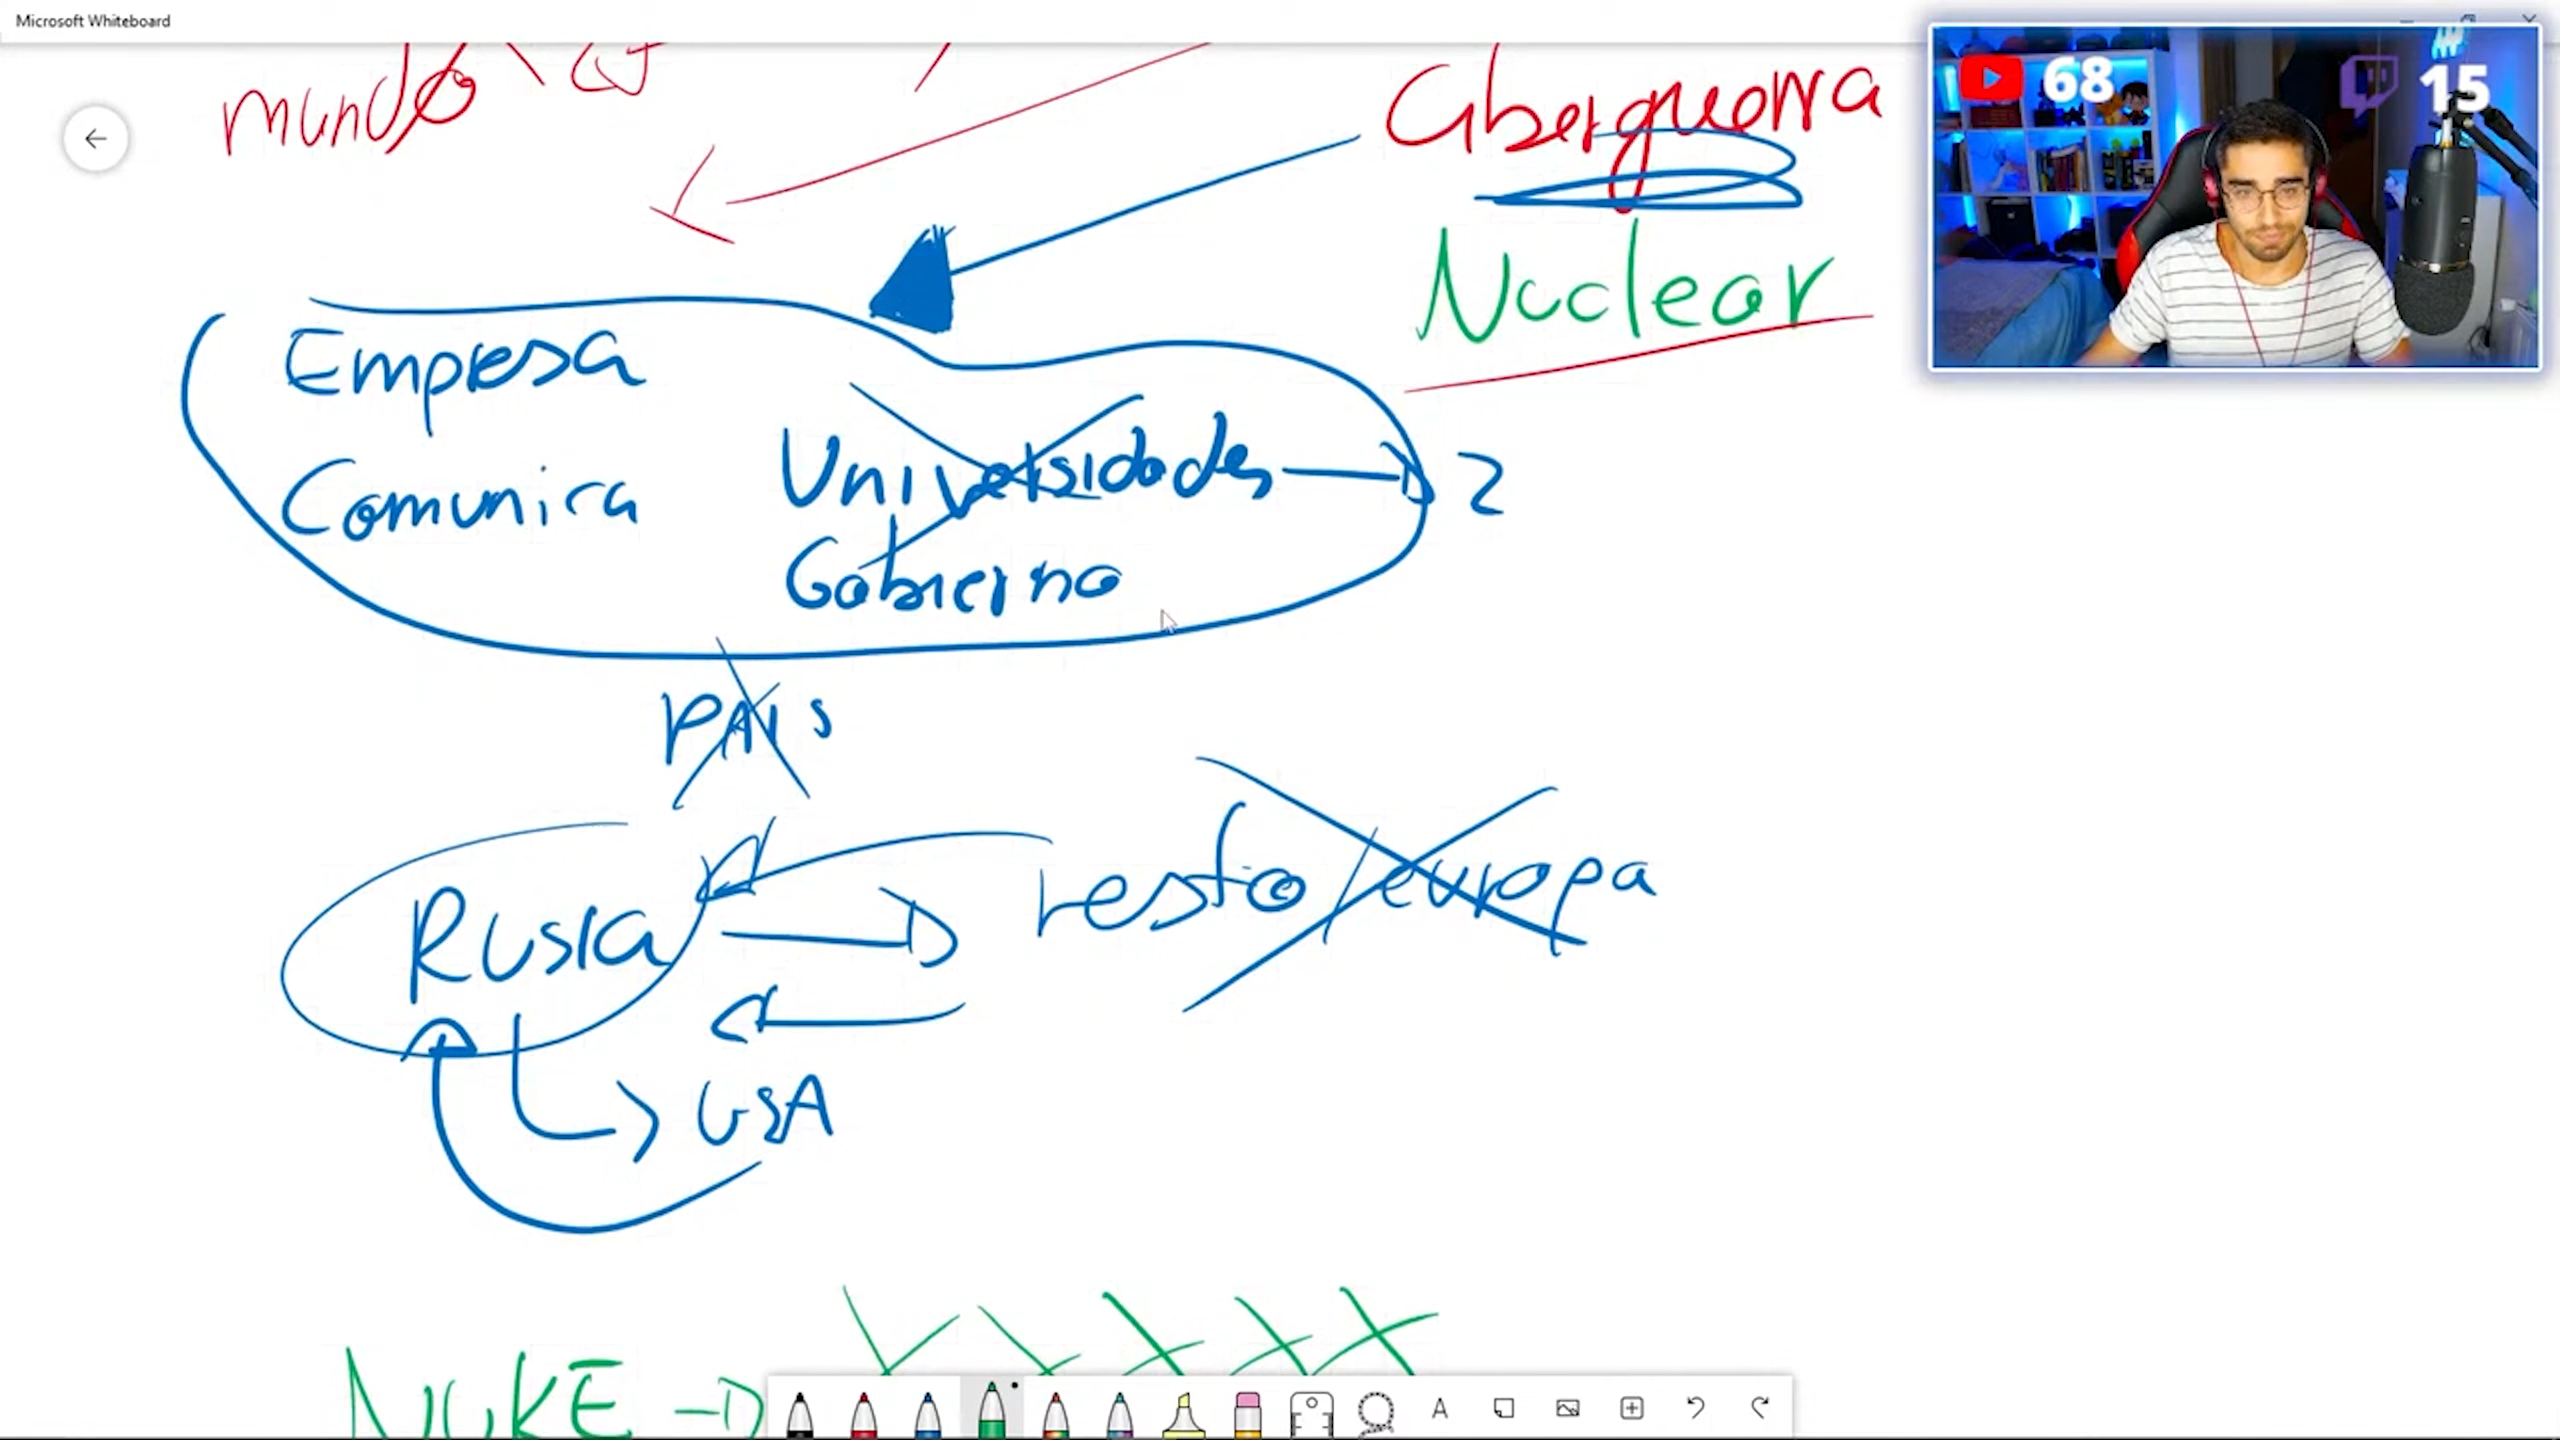 Microsoft Whiteboard
mundo
Ciberguerra
68
15
Nuclear
Empresa
Comunica
Universidades 2
Gobierno
PAIS
Rusia resto/europa
USA
NUKE
A